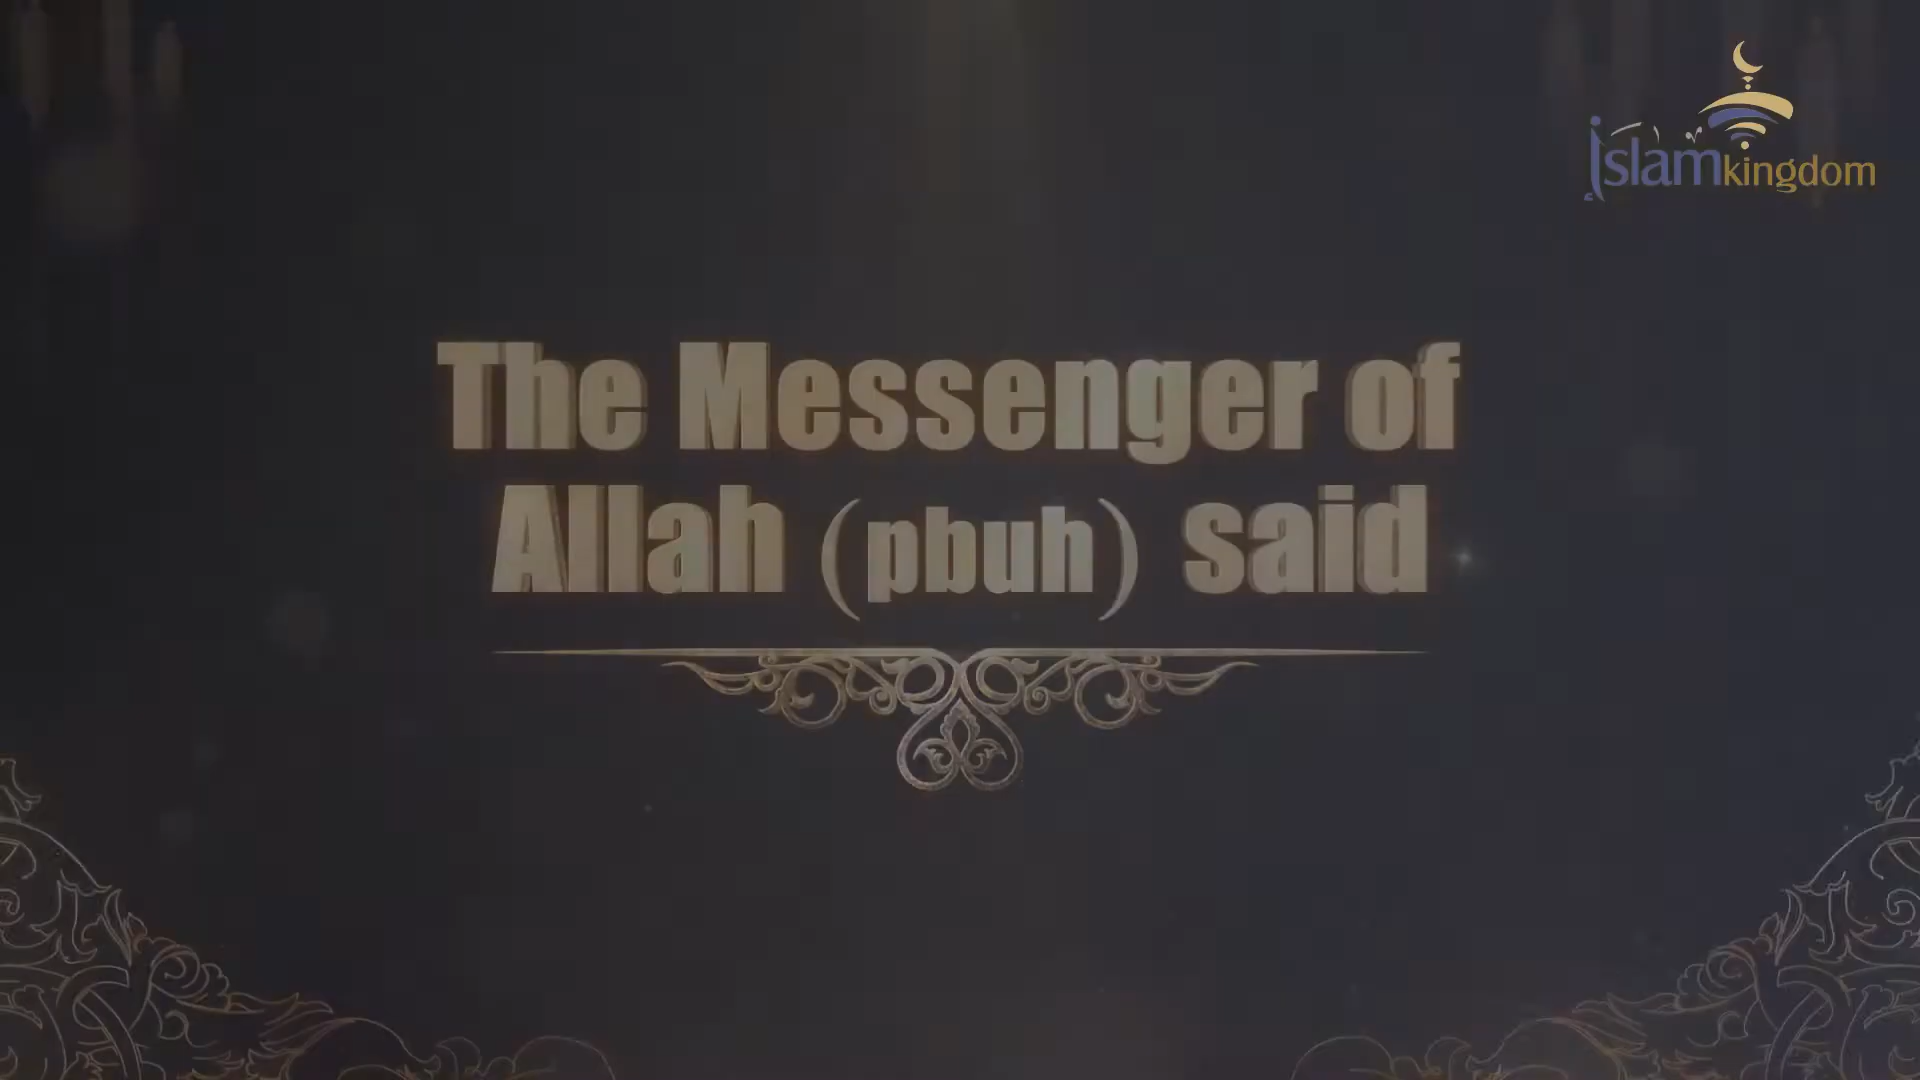 Islamkingdom
The Messenger of
Allah (pbuh) said